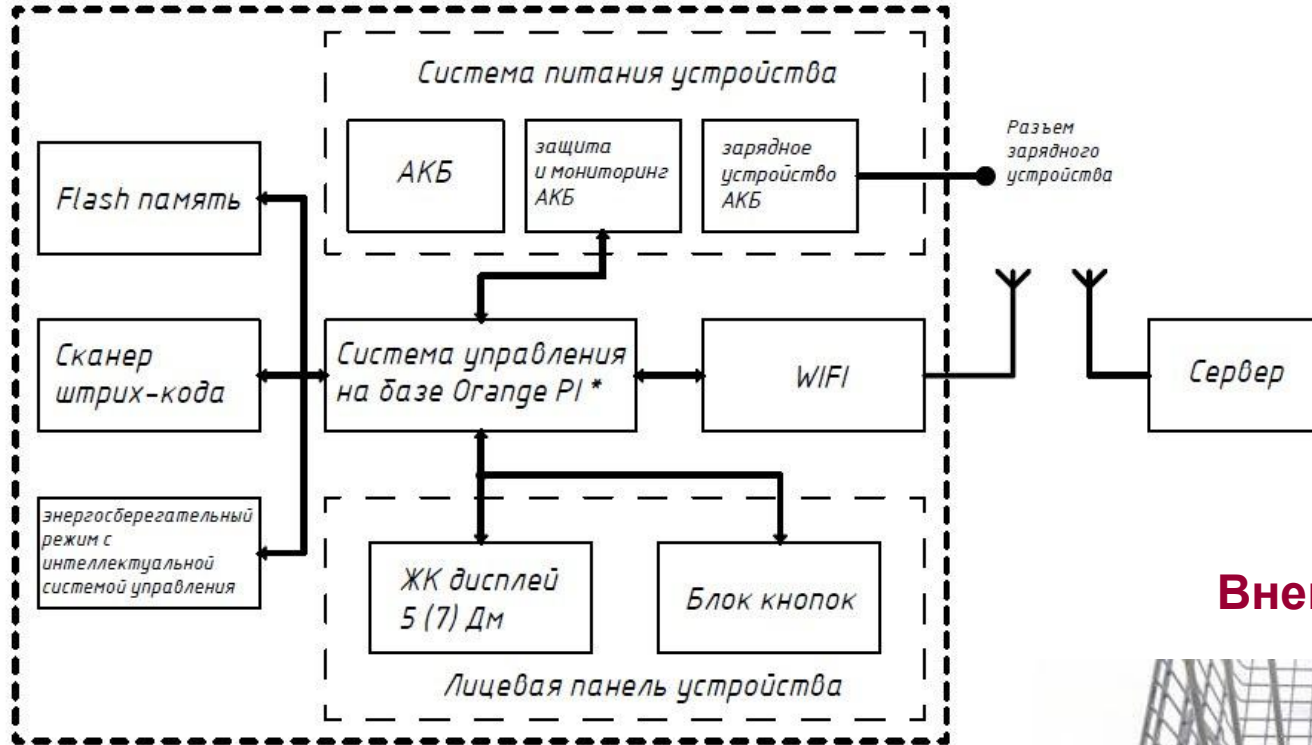 Система питания устройства
АКБ
защита
и мониторинг
АКБ
зарядное
устройство
АКБ
Разъем
зарядного
устройства
Flash память
Сканер
штрих-кода
Система управления
на базе Orange PI *
WIFI
Сервер
энергосберегательный
режим с
интеллектуальной
системой управления
ЖК дисплей
5 (7) Дм
Блок кнопок
Лицевая панель устройства